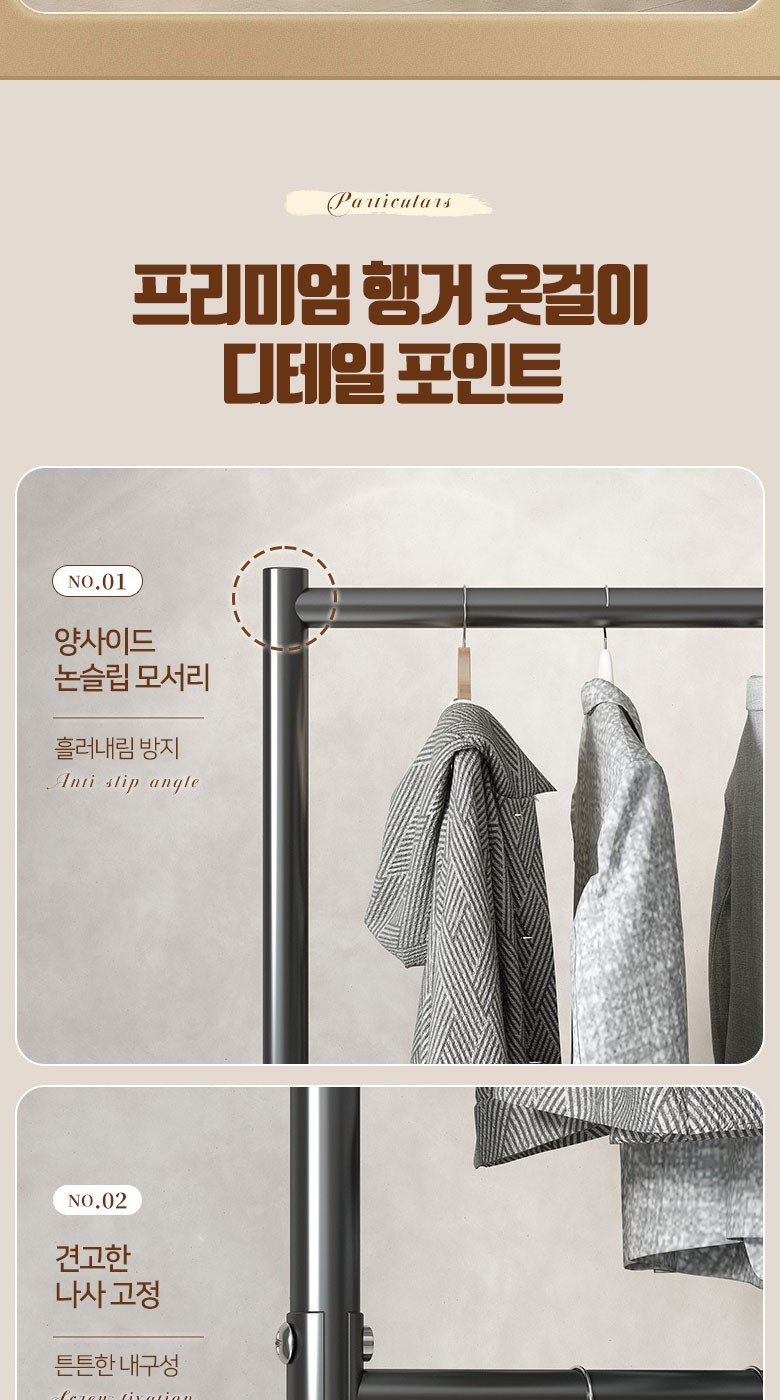 Particulars
프리미엄 행거 옷걸이
디테일 포인트
NO.01
양사이드
논슬립 모서리
흘러내림 방지
Anti slip angle
NO.02
견고한
나사 고정
튼튼한 내구성
Screw fixation